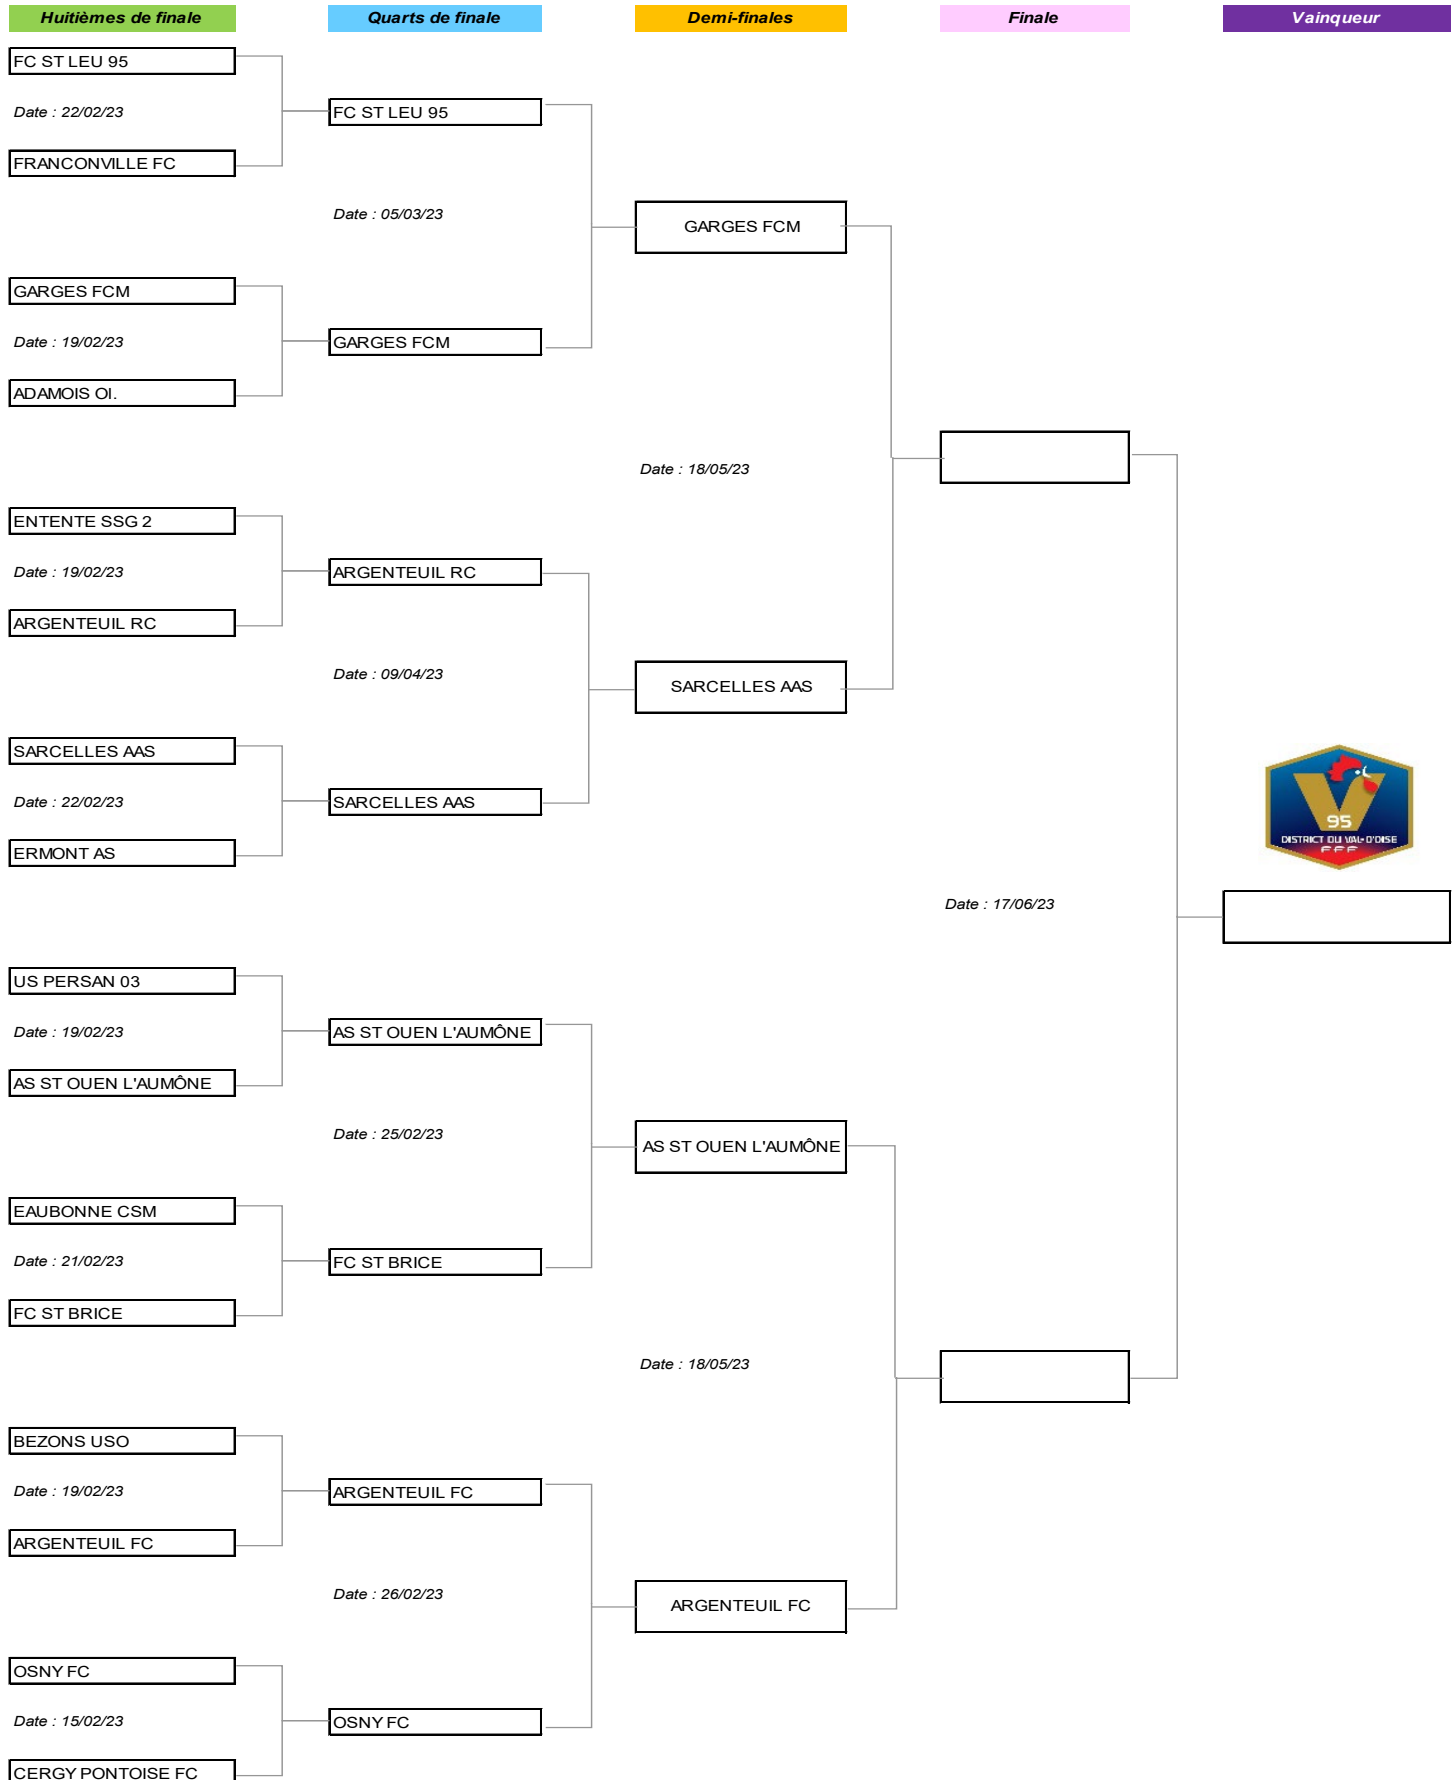 Huitièmes de finale
Quarts de finale
Demi-finales
Finale
Vainqueur
FC ST LEU 95
Date : 22/02/23
FC ST LEU 95
FRANCONVILLE FC
Date : 05/03/23
GARGES FCM
GARGES FCM
Date : 19/02/23
GARGES FCM
ADAMOIS Ol.
Date : 18/05/23
ENTENTE SSG 2
Date : 19/02/23
ARGENTEUIL RC
ARGENTEUIL RC
Date : 09/04/23
SARCELLES AAS
SARCELLES AAS
Date : 22/02/23
SARCELLES AAS
ERMONT AS
95
DISTRICT DU VAL D'OISE
FFF
Date : 17/06/23
US PERSAN 03
Date : 19/02/23
AS ST OUEN L'AUMÔNE
AS ST OUEN L'AUMÔNE
Date : 25/02/23
AS ST OUEN L'AUMÔNE
EAUBONNE CSM
Date : 21/02/23
FC ST BRICE
FC ST BRICE
Date : 18/05/23
BEZONS USO
Date : 19/02/23
ARGENTEUIL FC
ARGENTEUIL FC
Date : 26/02/23
ARGENTEUIL FC
OSNY FC
Date : 15/02/23
OSNY FC
CERGY PONTOISE FC